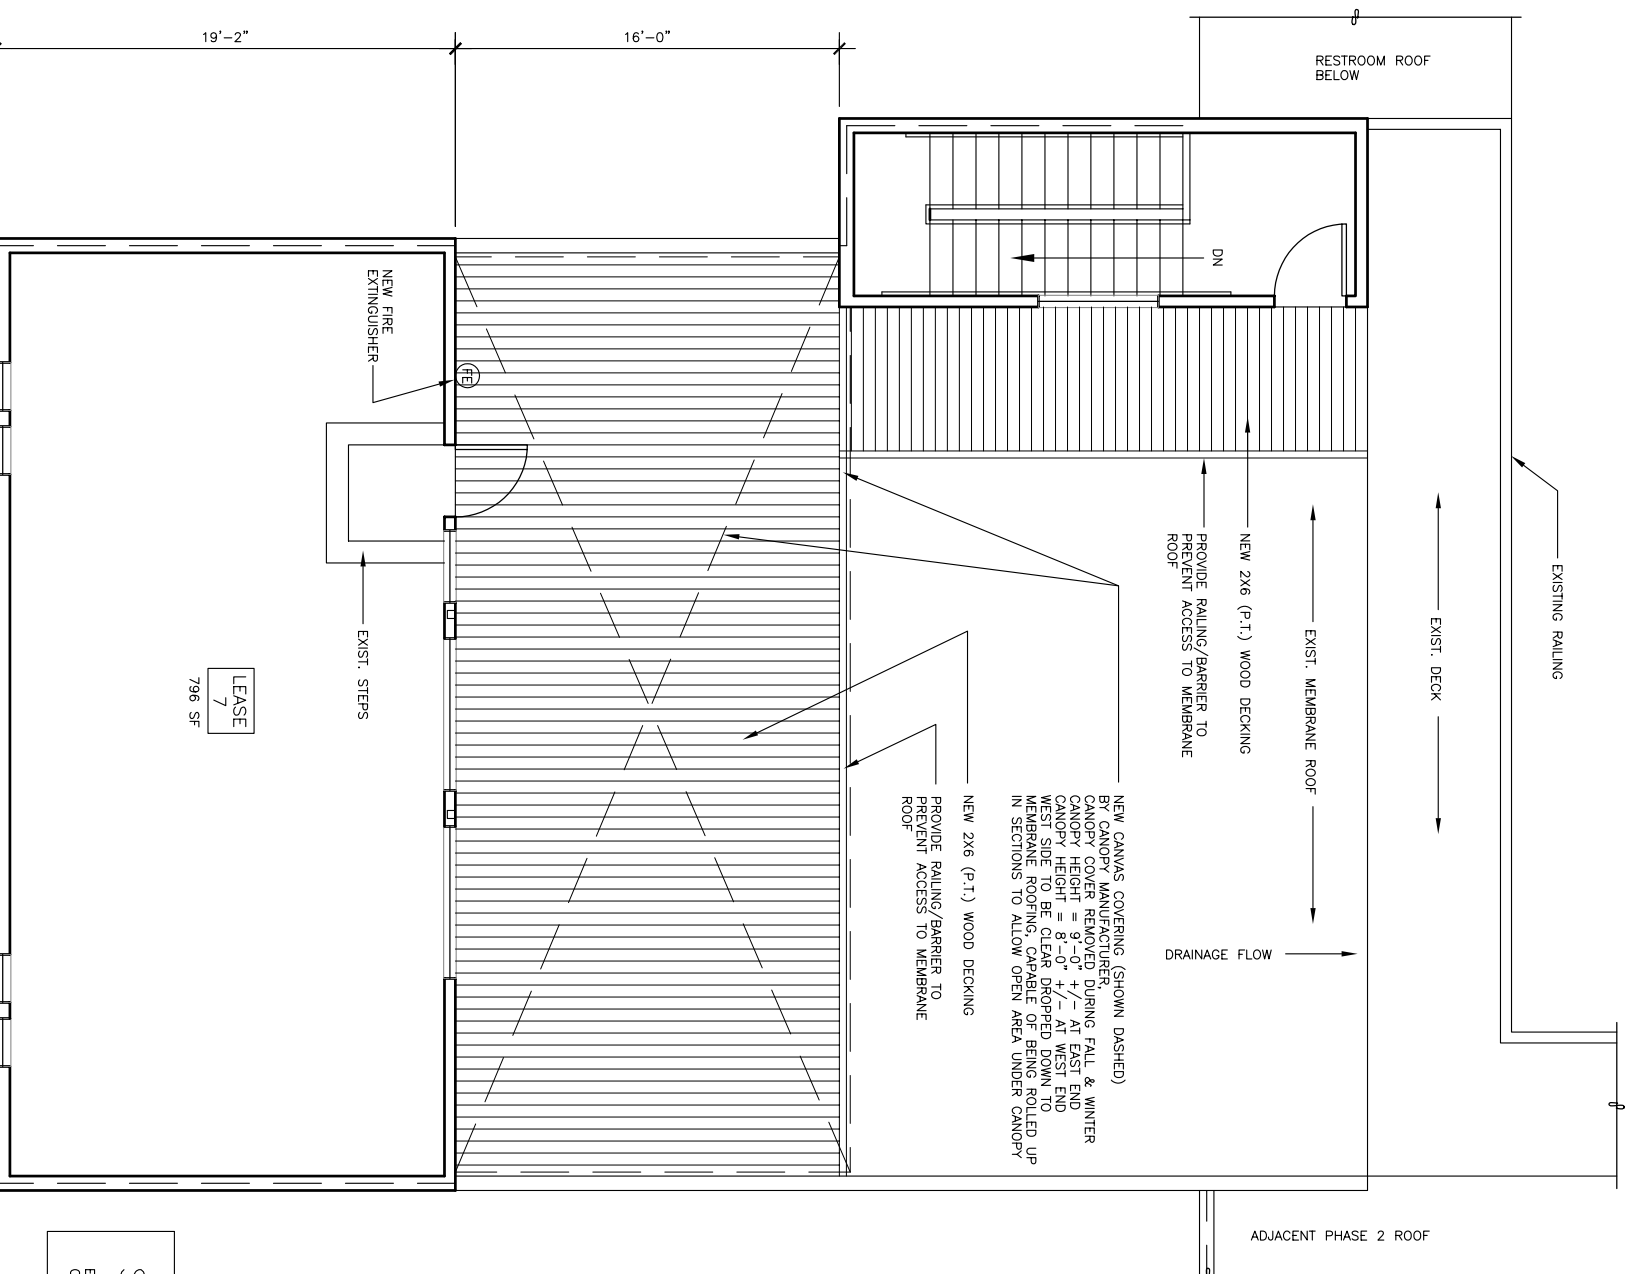 19'-2"
16'-0"
RESTROOM ROOF
BELOW
DN
NEW FIRE
EXTINGUISHER
FE
EXISTING RAILING
EXIST. DECK
EXIST. MEMBRANE ROOF
NEW 2X6 (P.T.) WOOD DECKING
PROVIDE RAILING/BARRIER TO
PREVENT ACCESS TO MEMBRANE
ROOF
EXIST. STEPS
LEASE
7
796 SF
NEW CANVAS COVERING (SHOWN DASHED)
BY CANOPY MANUFACTURER,
CANOPY COVER REMOVED DURING FALL & WINTER
CANOPY HEIGHT = 9'-0" +/- AT EAST END
CANOPY HEIGHT = 8'-0" +/- AT WEST END
WEST SIDE TO BE CLEAR DROPPED DOWN TO
MEMBRANE ROOFING, CAPABLE OF BEING ROLLED UP
IN SECTIONS TO ALLOW OPEN AREA UNDER CANOPY
NEW 2X6 (P.T.) WOOD DECKING
PROVIDE RAILING/BARRIER TO
PREVENT ACCESS TO MEMBRANE
ROOF
DRAINAGE FLOW
ADJACENT PHASE 2 ROOF